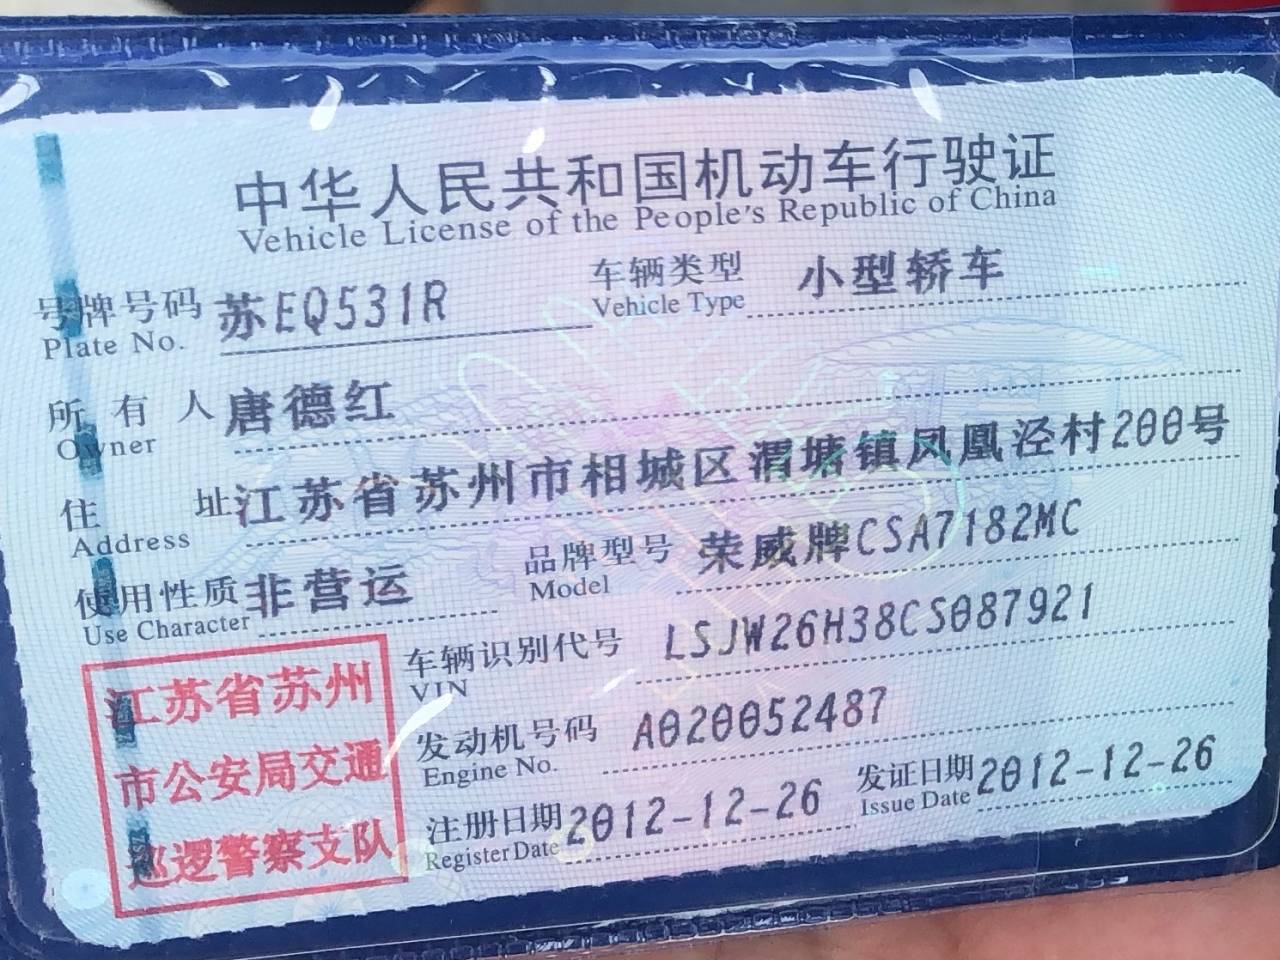 中华人民共和国机动车行驶证
Vehicle License of the People's Republic of China
号牌号码 苏EQ531R 车辆类型 小型轿车
Plate No. Vehicle Type
所有人 唐德红
Owner
住址 江苏省苏州市相城区渭塘镇凤凰泾村200号
Address
使用性质 非营运 品牌型号 荣威牌CSA7182MC
Use Character Model
车辆识别代号 LSJW26H38CS087921
VIN
发动机号码 A020052487
Engine No.
注册日期 2012-12-26 发证日期 2012-12-26
Register Date Issue Date
江苏省苏州
市公安局交通
巡逻警察支队